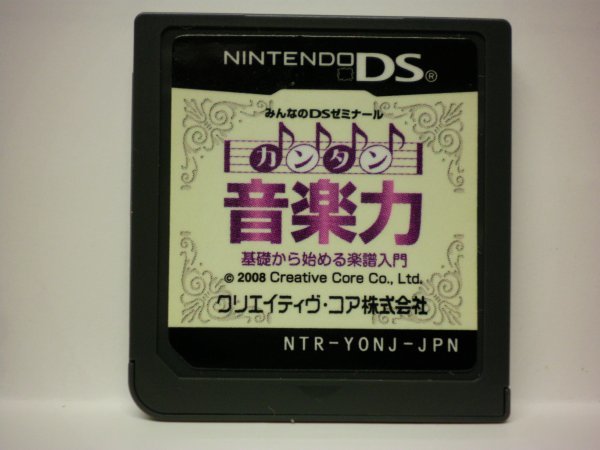 NINTENDO DS®
みんなのDSゼミナール
カンタン
音楽力
基礎から始める楽譜入門
© 2008 Creative Core Co., Ltd.
クリエイティヴ・コア株式会社
NTR-YONJ-JPN